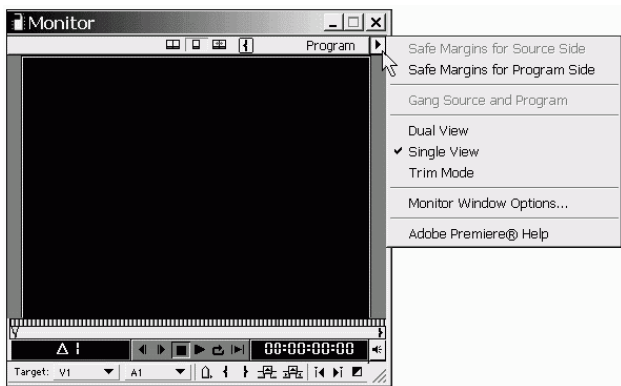 Monitor
Program
Safe Margins for Source Side
Safe Margins for Program Side
Gang Source and Program
Dual View
Single View
Trim Mode
Monitor Window Options...
Adobe Premiere® Help
Δ 1 00:00:00:00
Target: V1 A1